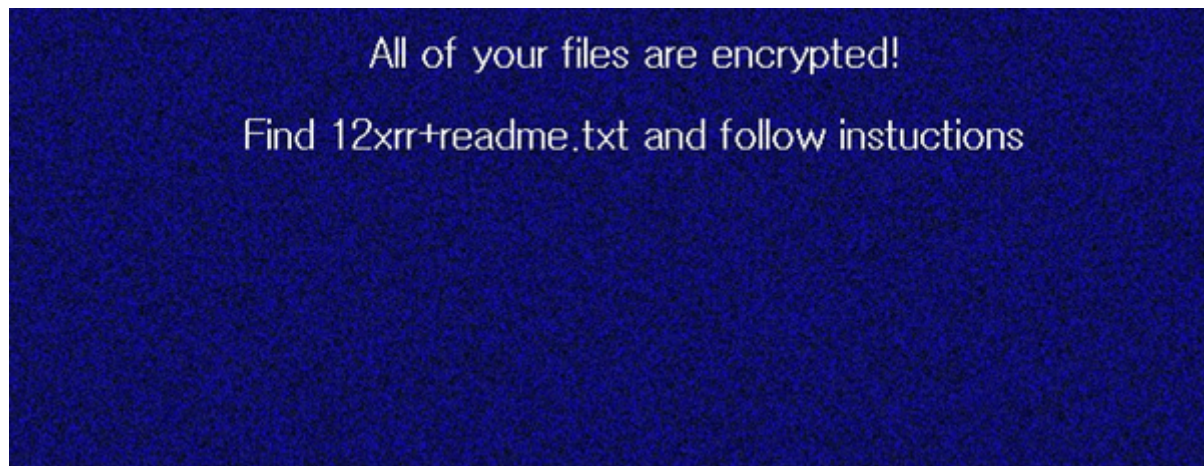 All of your files are encrypted!
Find 12xrr+readme.txt and follow instuctions